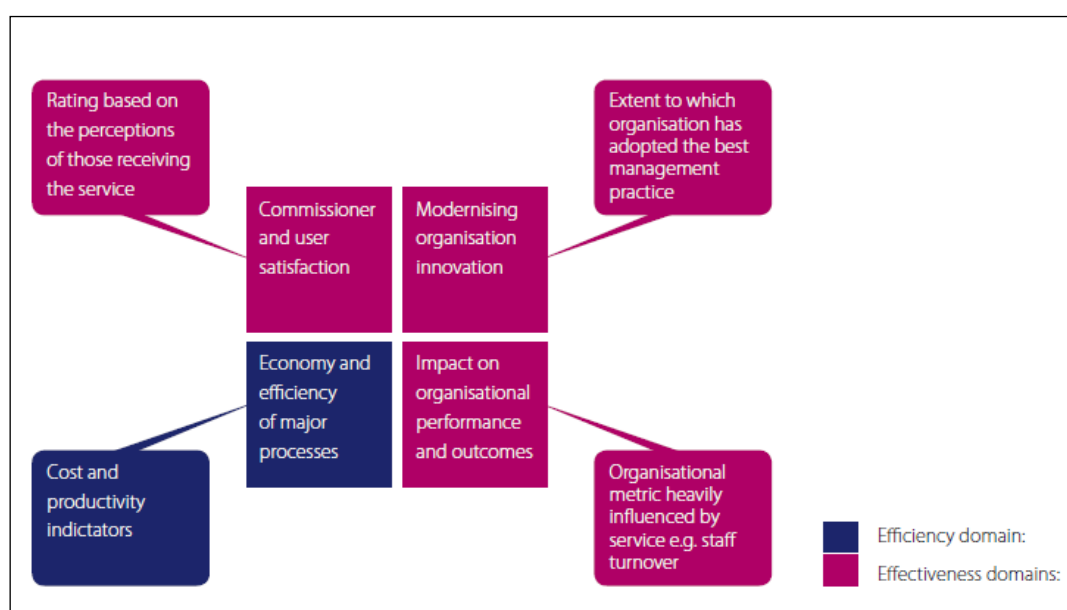 Rating based on
the perceptions
of those receiving
the service
Extent to which
organisation has
adopted the best
management
practice
Commissioner
and user
satisfaction
Modernising
organisation
innovation
Economy and
efficiency
of major
processes
Impact on
organisational
performance
and outcomes
Cost and
productivity
indictators
Organisational
metric heavily
influenced by
service e.g. staff
turnover
Efficiency domain:
Effectiveness domains: